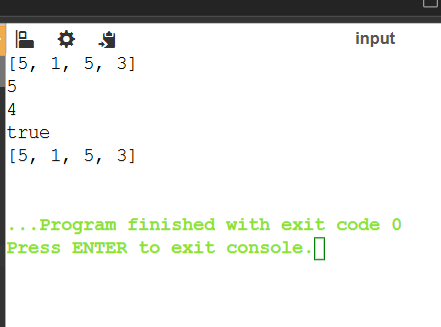 input
[5, 1, 5, 3]
5
4
true
[5, 1, 5, 3]
...Program finished with exit code 0
Press ENTER to exit console.